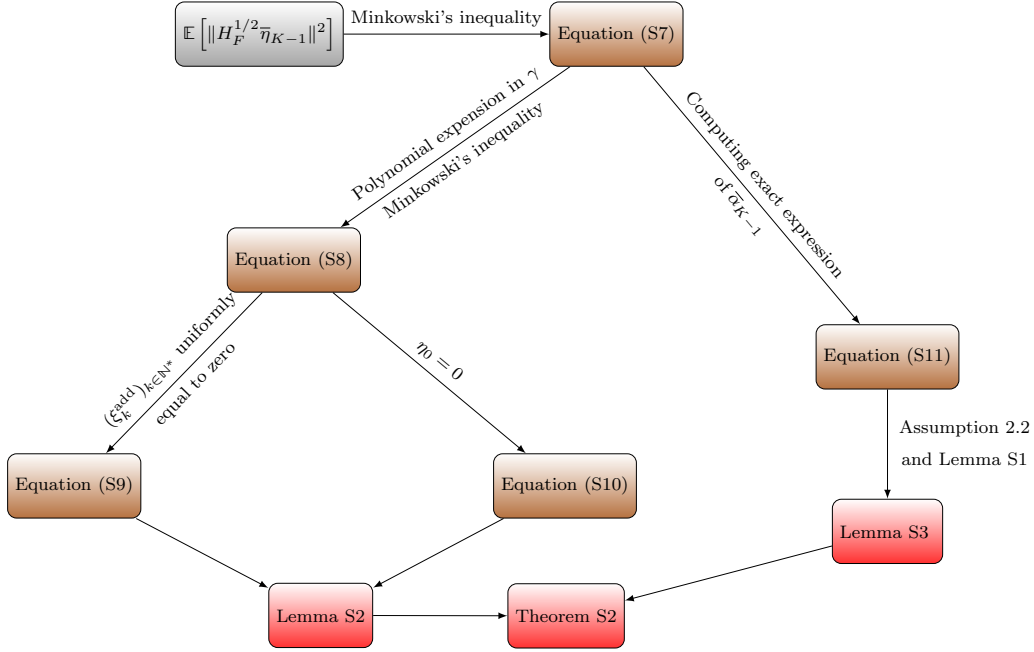 Minkowski's inequality
𝔼 [‖H_F^{1/2} η̅_{K−1}‖²]
Equation (S7)
Polynomial expension in γ
Minkowski's inequality
Computing exact expression
of α̅_{K−1}
Equation (S8)
(ξ_k^{add})_{k∈ℕ*} uniformly
equal to zero
η₀ = 0
Equation (S11)
Assumption 2.2
and Lemma S1
Equation (S9)
Equation (S10)
Lemma S3
Lemma S2
Theorem S2